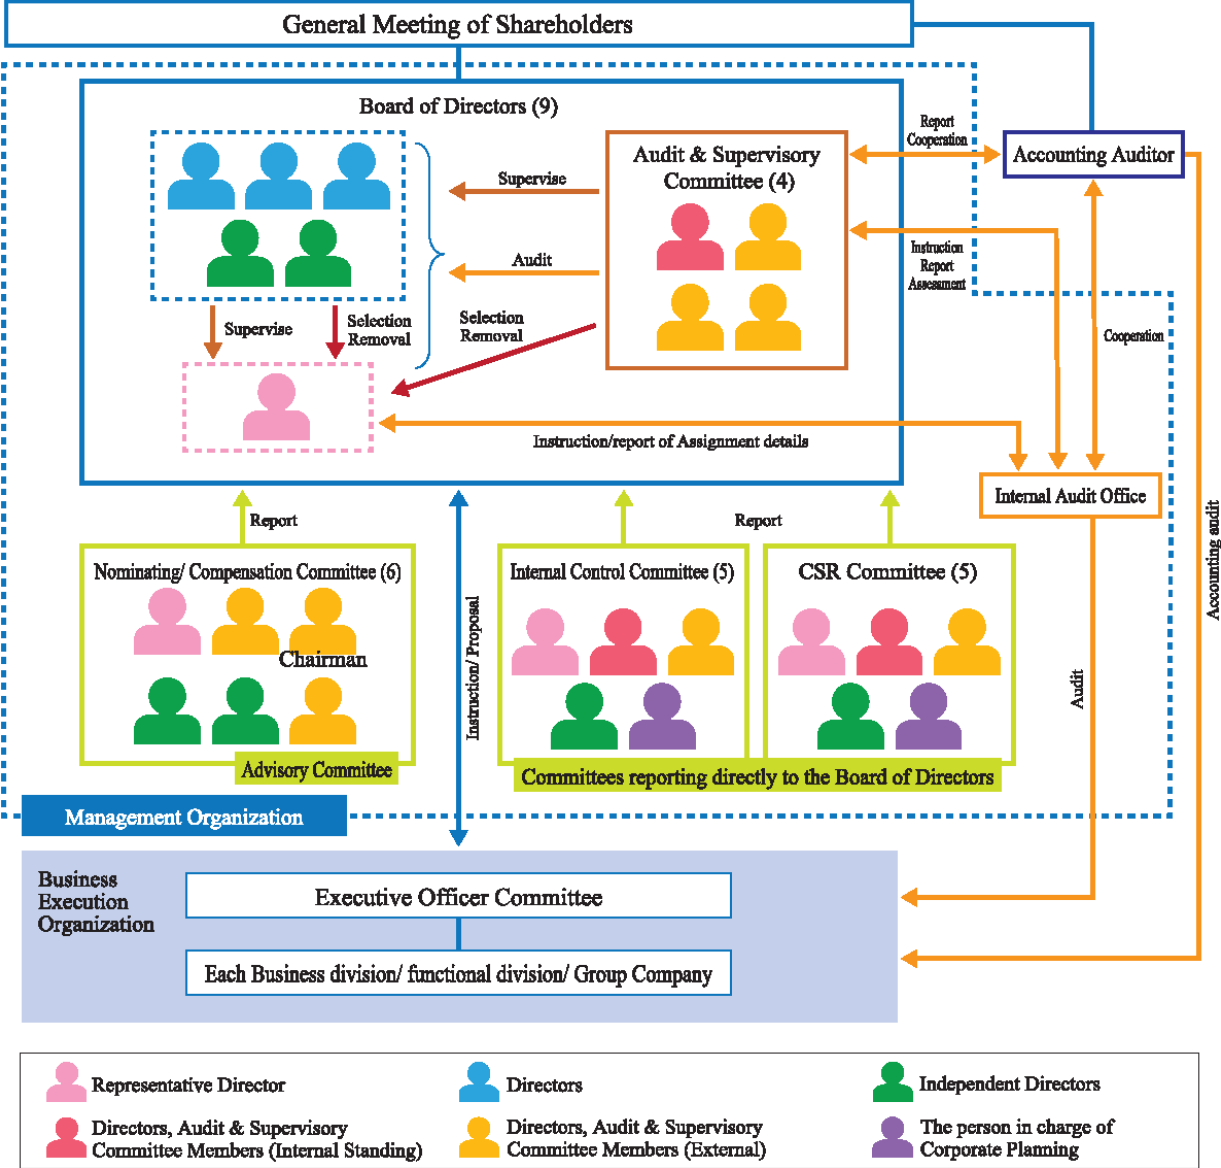 General Meeting of Shareholders
Board of Directors (9)
Audit & Supervisory
Committee (4)
Report
Cooperation
Accounting Auditor
Supervise
Audit
Selection
Removal
Supervise
Selection
Removal
Instruction
Report
Assessment
Cooperation
Instruction/report of Assignment details
Internal Audit Office
Accounting audit
Report
Report
Nominating/ Compensation Committee (6)
Chairman
Advisory Committee
Instruction/ Proposal
Internal Control Committee (5)
CSR Committee (5)
Committees reporting directly to the Board of Directors
Audit
Management Organization
Business
Execution
Organization
Executive Officer Committee
Each Business division/ functional division/ Group Company
Representative Director
Directors
Independent Directors
Directors, Audit & Supervisory
Committee Members (Internal Standing)
Directors, Audit & Supervisory
Committee Members (External)
The person in charge of
Corporate Planning